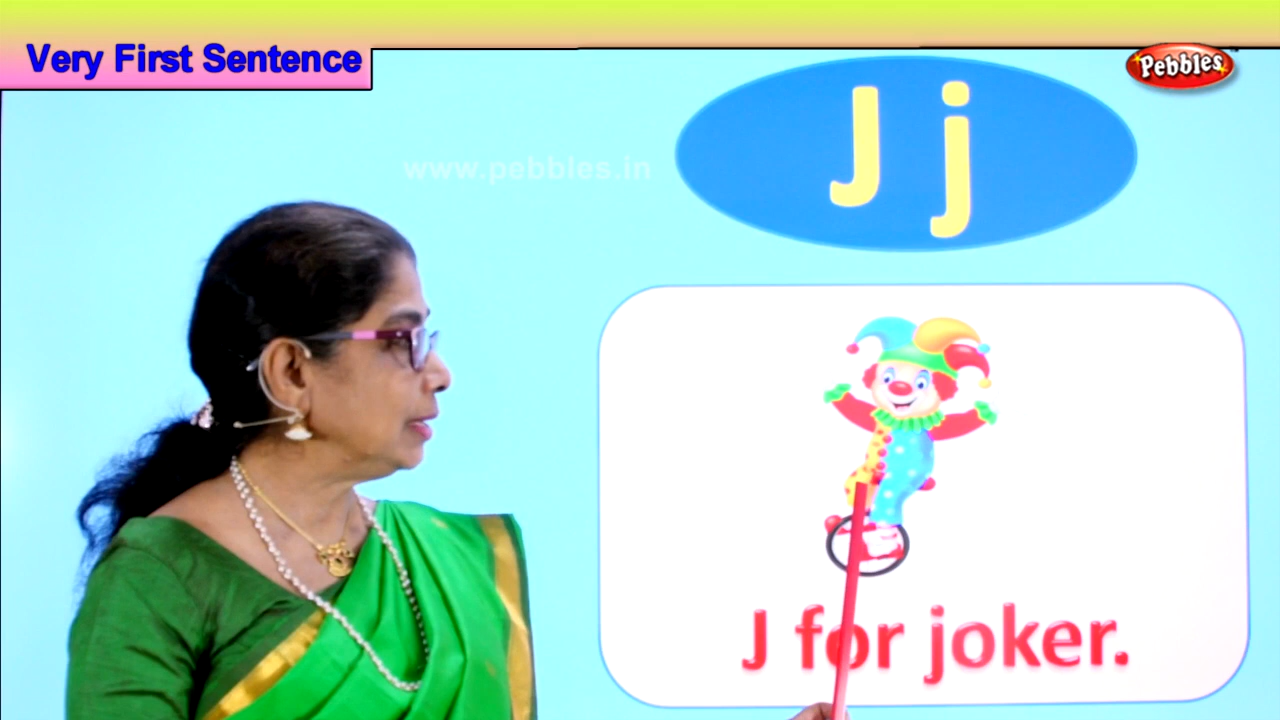 Very First Sentence
Pebbles
www.pebbles.in
J j
J for joker.